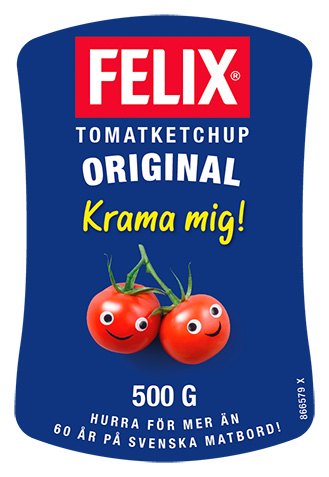 FELIX®
TOMATKETCHUP
ORIGINAL
Krama mig!
500 G
HURRA FÖR MER ÄN
60 ÅR PÅ SVENSKA MATBORD!
866579 X